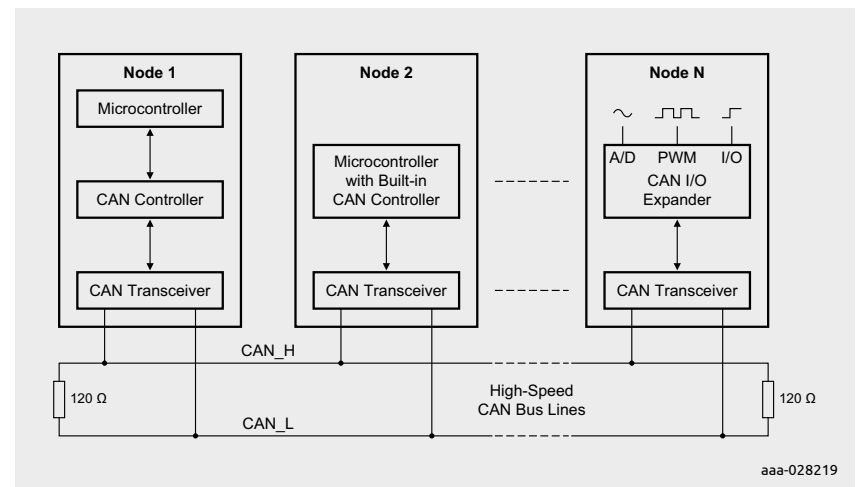 Node 1
Microcontroller
CAN Controller
CAN Transceiver
Node 2
Microcontroller
with Built-in
CAN Controller
CAN Transceiver
Node N
A/D PWM I/O
CAN I/O
Expander
CAN Transceiver
CAN_H
120 Ω
High-Speed
CAN Bus Lines
120 Ω
CAN_L
aaa-028219